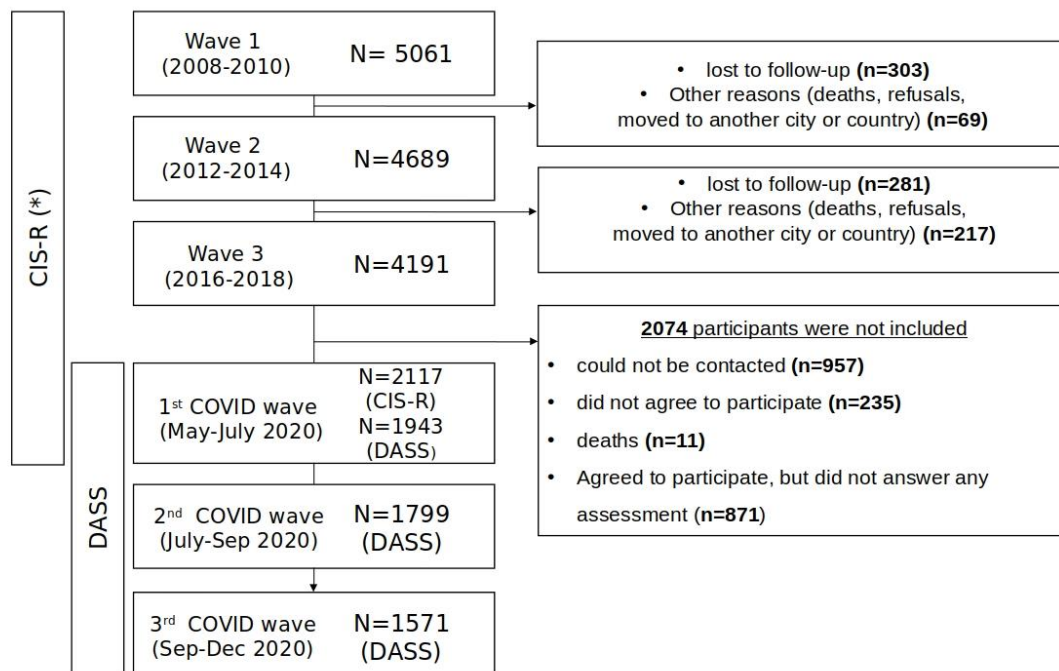 CIS-R (*)
DASS
Wave 1
(2008-2010)
N= 5061
• lost to follow-up (n=303)
• Other reasons (deaths, refusals,
moved to another city or country) (n=69)
Wave 2
(2012-2014)
N=4689
• lost to follow-up (n=281)
• Other reasons (deaths, refusals,
moved to another city or country) (n=217)
Wave 3
(2016-2018)
N=4191
2074 participants were not included
• could not be contacted (n=957)
• did not agree to participate (n=235)
• deaths (n=11)
• Agreed to participate, but did not answer any
assessment (n=871)
1st COVID wave
(May-July 2020)
N=2117
(CIS-R)
N=1943
(DASS)
2nd COVID wave
(July-Sep 2020)
N=1799
(DASS)
3rd COVID wave
(Sep-Dec 2020)
N=1571
(DASS)